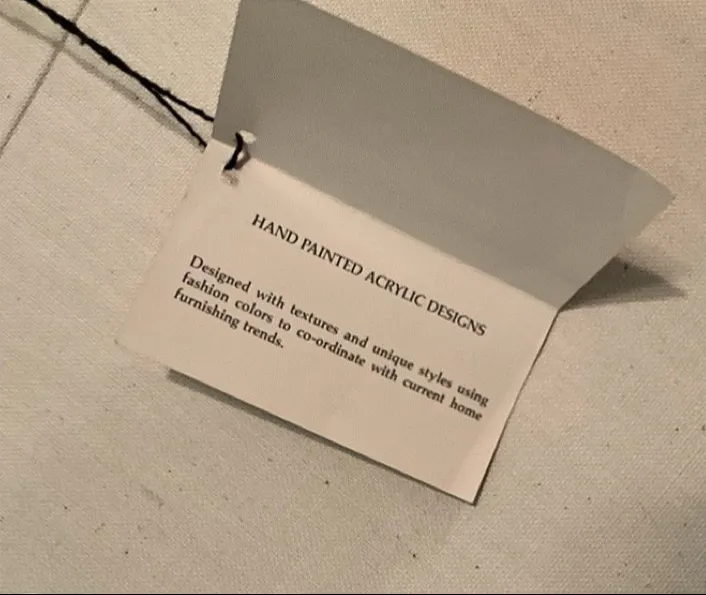 HAND PAINTED ACRYLIC DESIGNS
Designed with textures and unique styles using
fashion colors to co-ordinate with current home
furnishing trends.